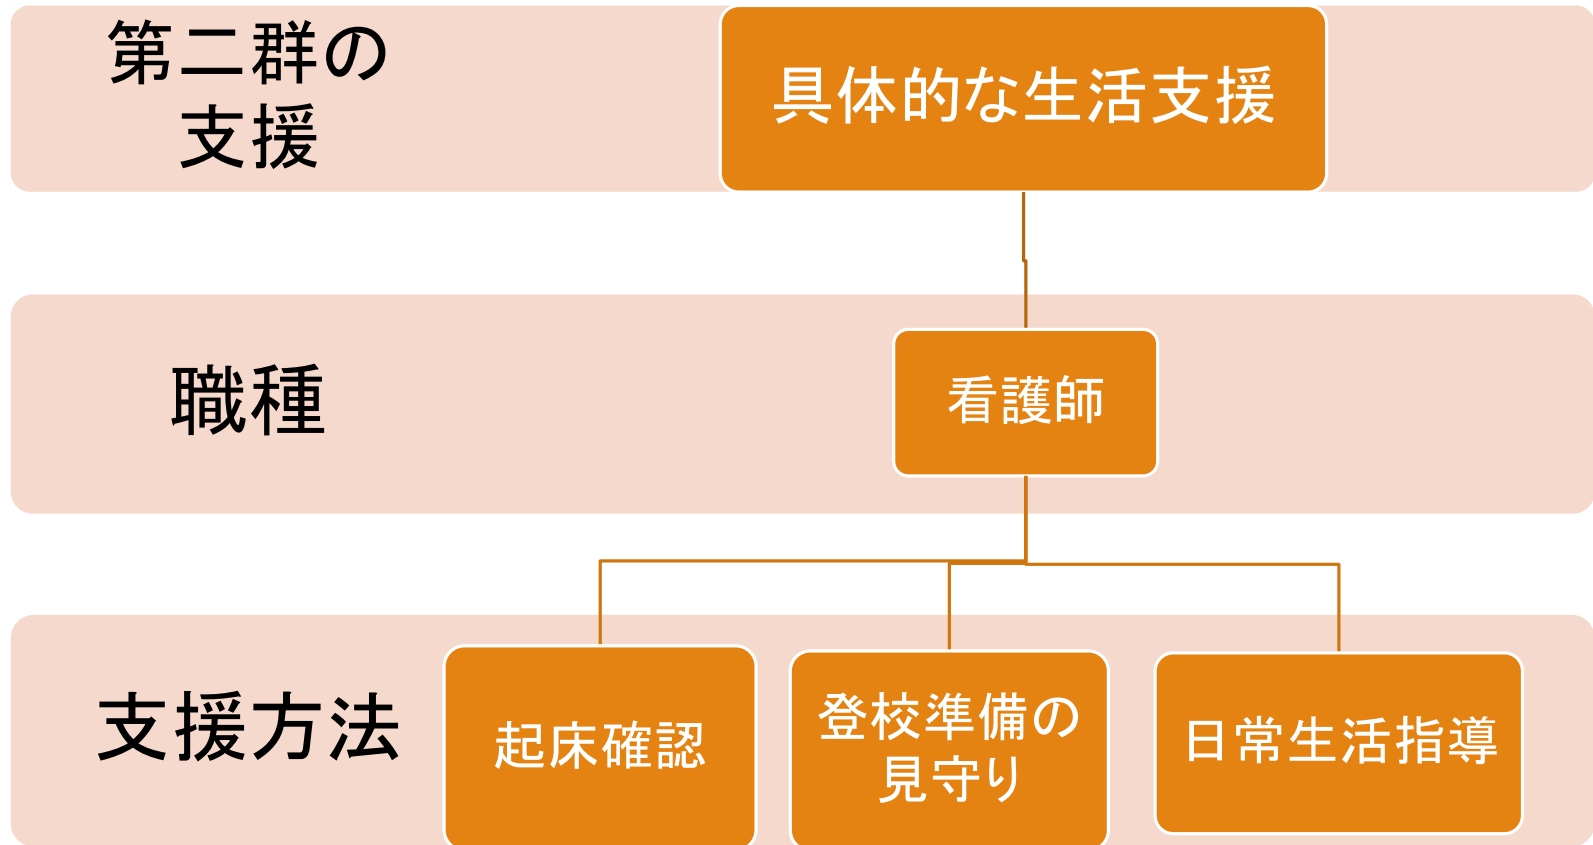 第二群の
支援
具体的な生活支援
職種
看護師
支援方法
起床確認
登校準備の
見守り
日常生活指導